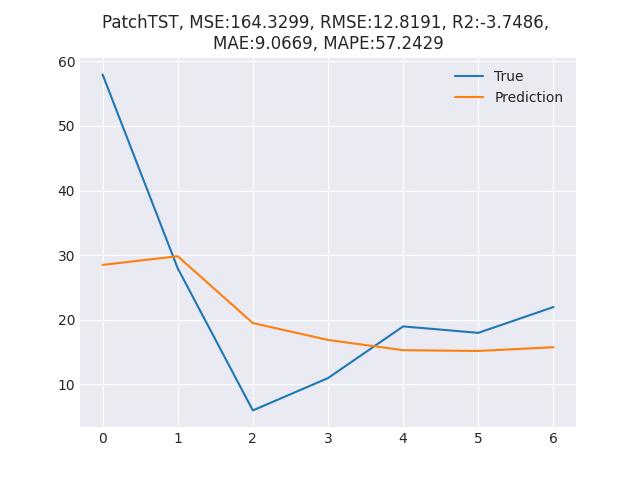 PatchTST, MSE:164.3299, RMSE:12.8191, R2:-3.7486,
MAE:9.0669, MAPE:57.2429
True
Prediction
60
50
40
30
20
10
0 1 2 3 4 5 6